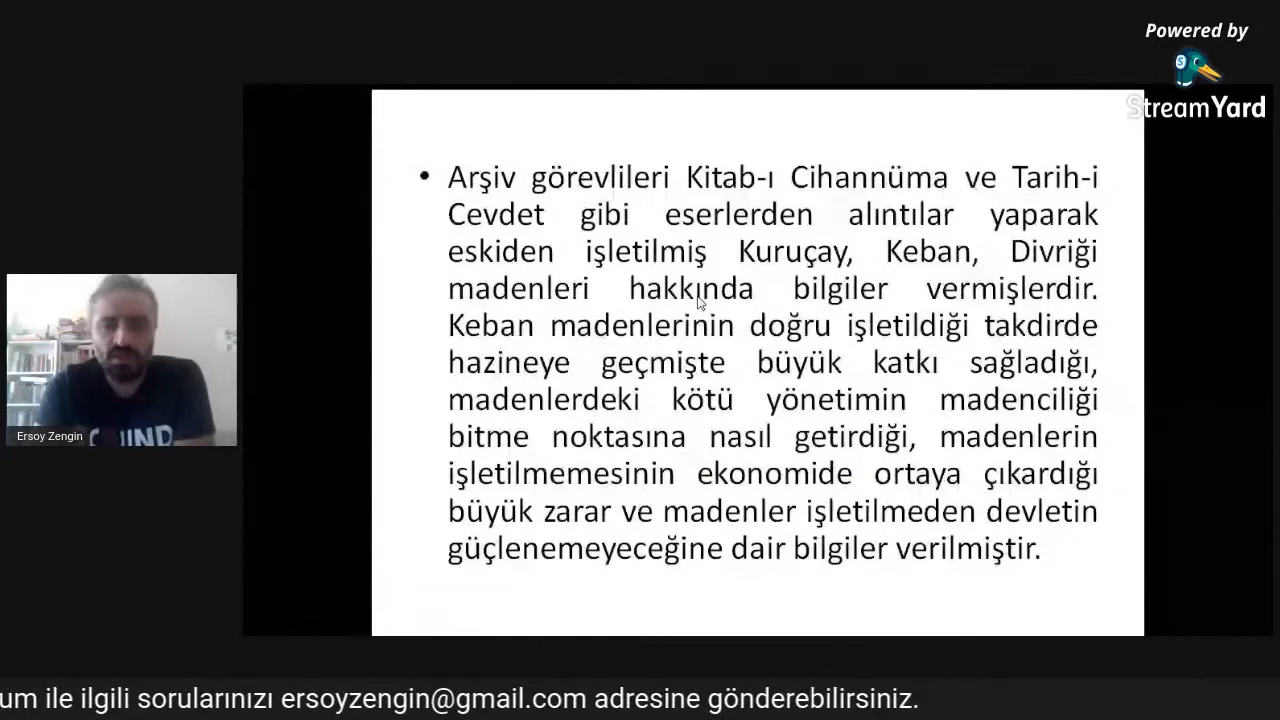 Powered by
StreamYard
• Arşiv görevlileri Kitab-ı Cihannüma ve Tarih-i
Cevdet gibi eserlerden alıntılar yaparak
eskiden işletilmiş Kuruçay, Keban, Divriği
madenleri hakkında bilgiler vermişlerdir.
Keban madenlerinin doğru işletildiği takdirde
hazineye geçmişte büyük katkı sağladığı,
madenlerdeki kötü yönetimin madenciliği
bitme noktasına nasıl getirdiği, madenlerin
işletilmemesinin ekonomide ortaya çıkardığı
büyük zarar ve madenler işletilmeden devletin
güçlenemeyeceğine dair bilgiler verilmiştir.
Ersoy Zengin
um ile ilgili sorularınızı ersoyzengin@gmail.com adresine gönderebilirsiniz.